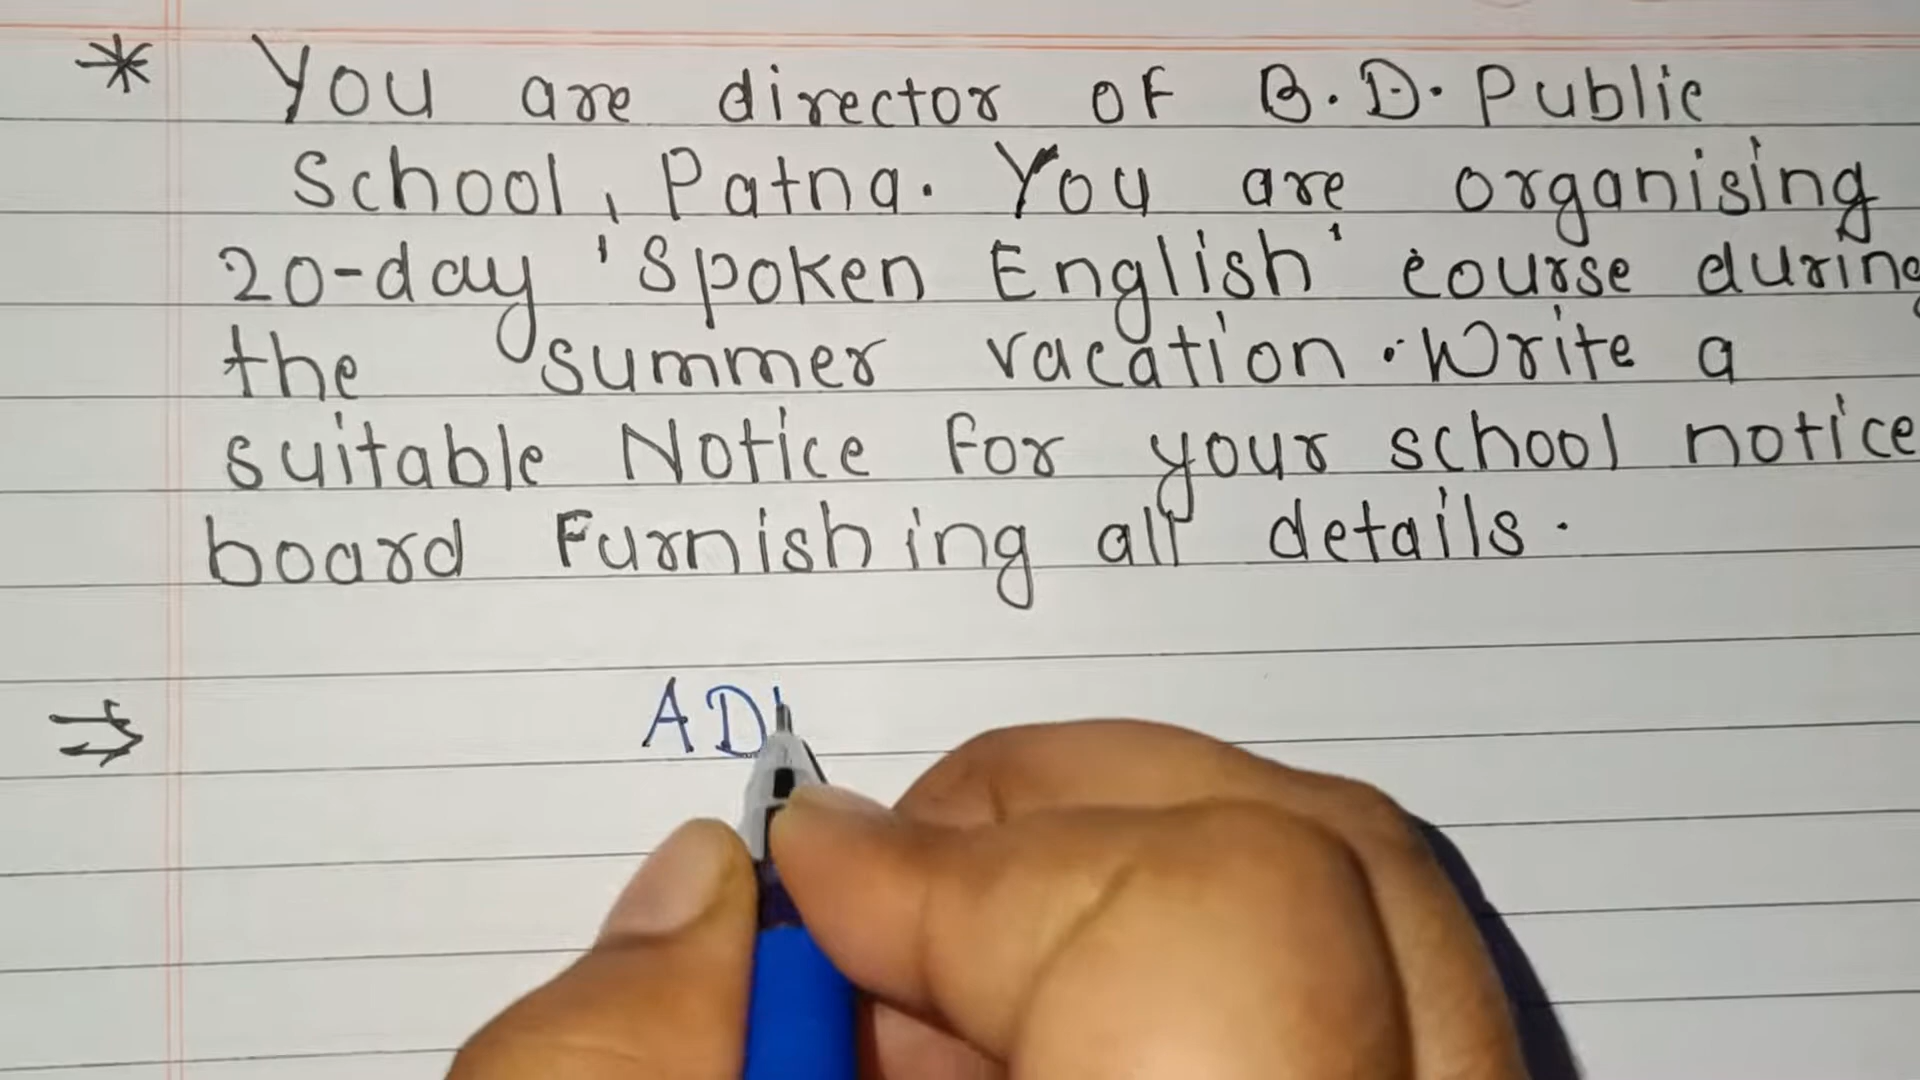 * You are director of B.D. Public
School, Patna. You are organising
20-day 'Spoken English' course during
the summer vacation. Write a
suitable Notice for your school notice
board Furnishing all details.
⇒ AD